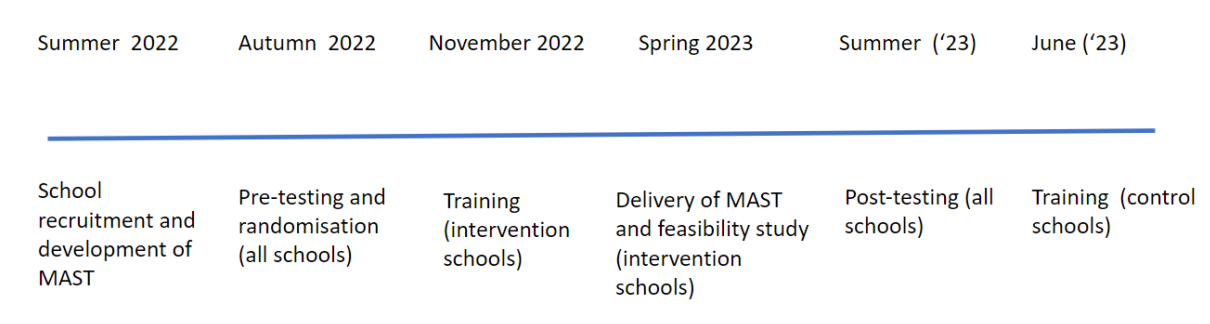 Summer 2022
Autumn 2022
November 2022
Spring 2023
Summer (‘23)
June (‘23)
School
recruitment and
development of
MAST
Pre-testing and
randomisation
(all schools)
Training
(intervention
schools)
Delivery of MAST
and feasibility study
(intervention
schools)
Post-testing (all
schools)
Training (control
schools)